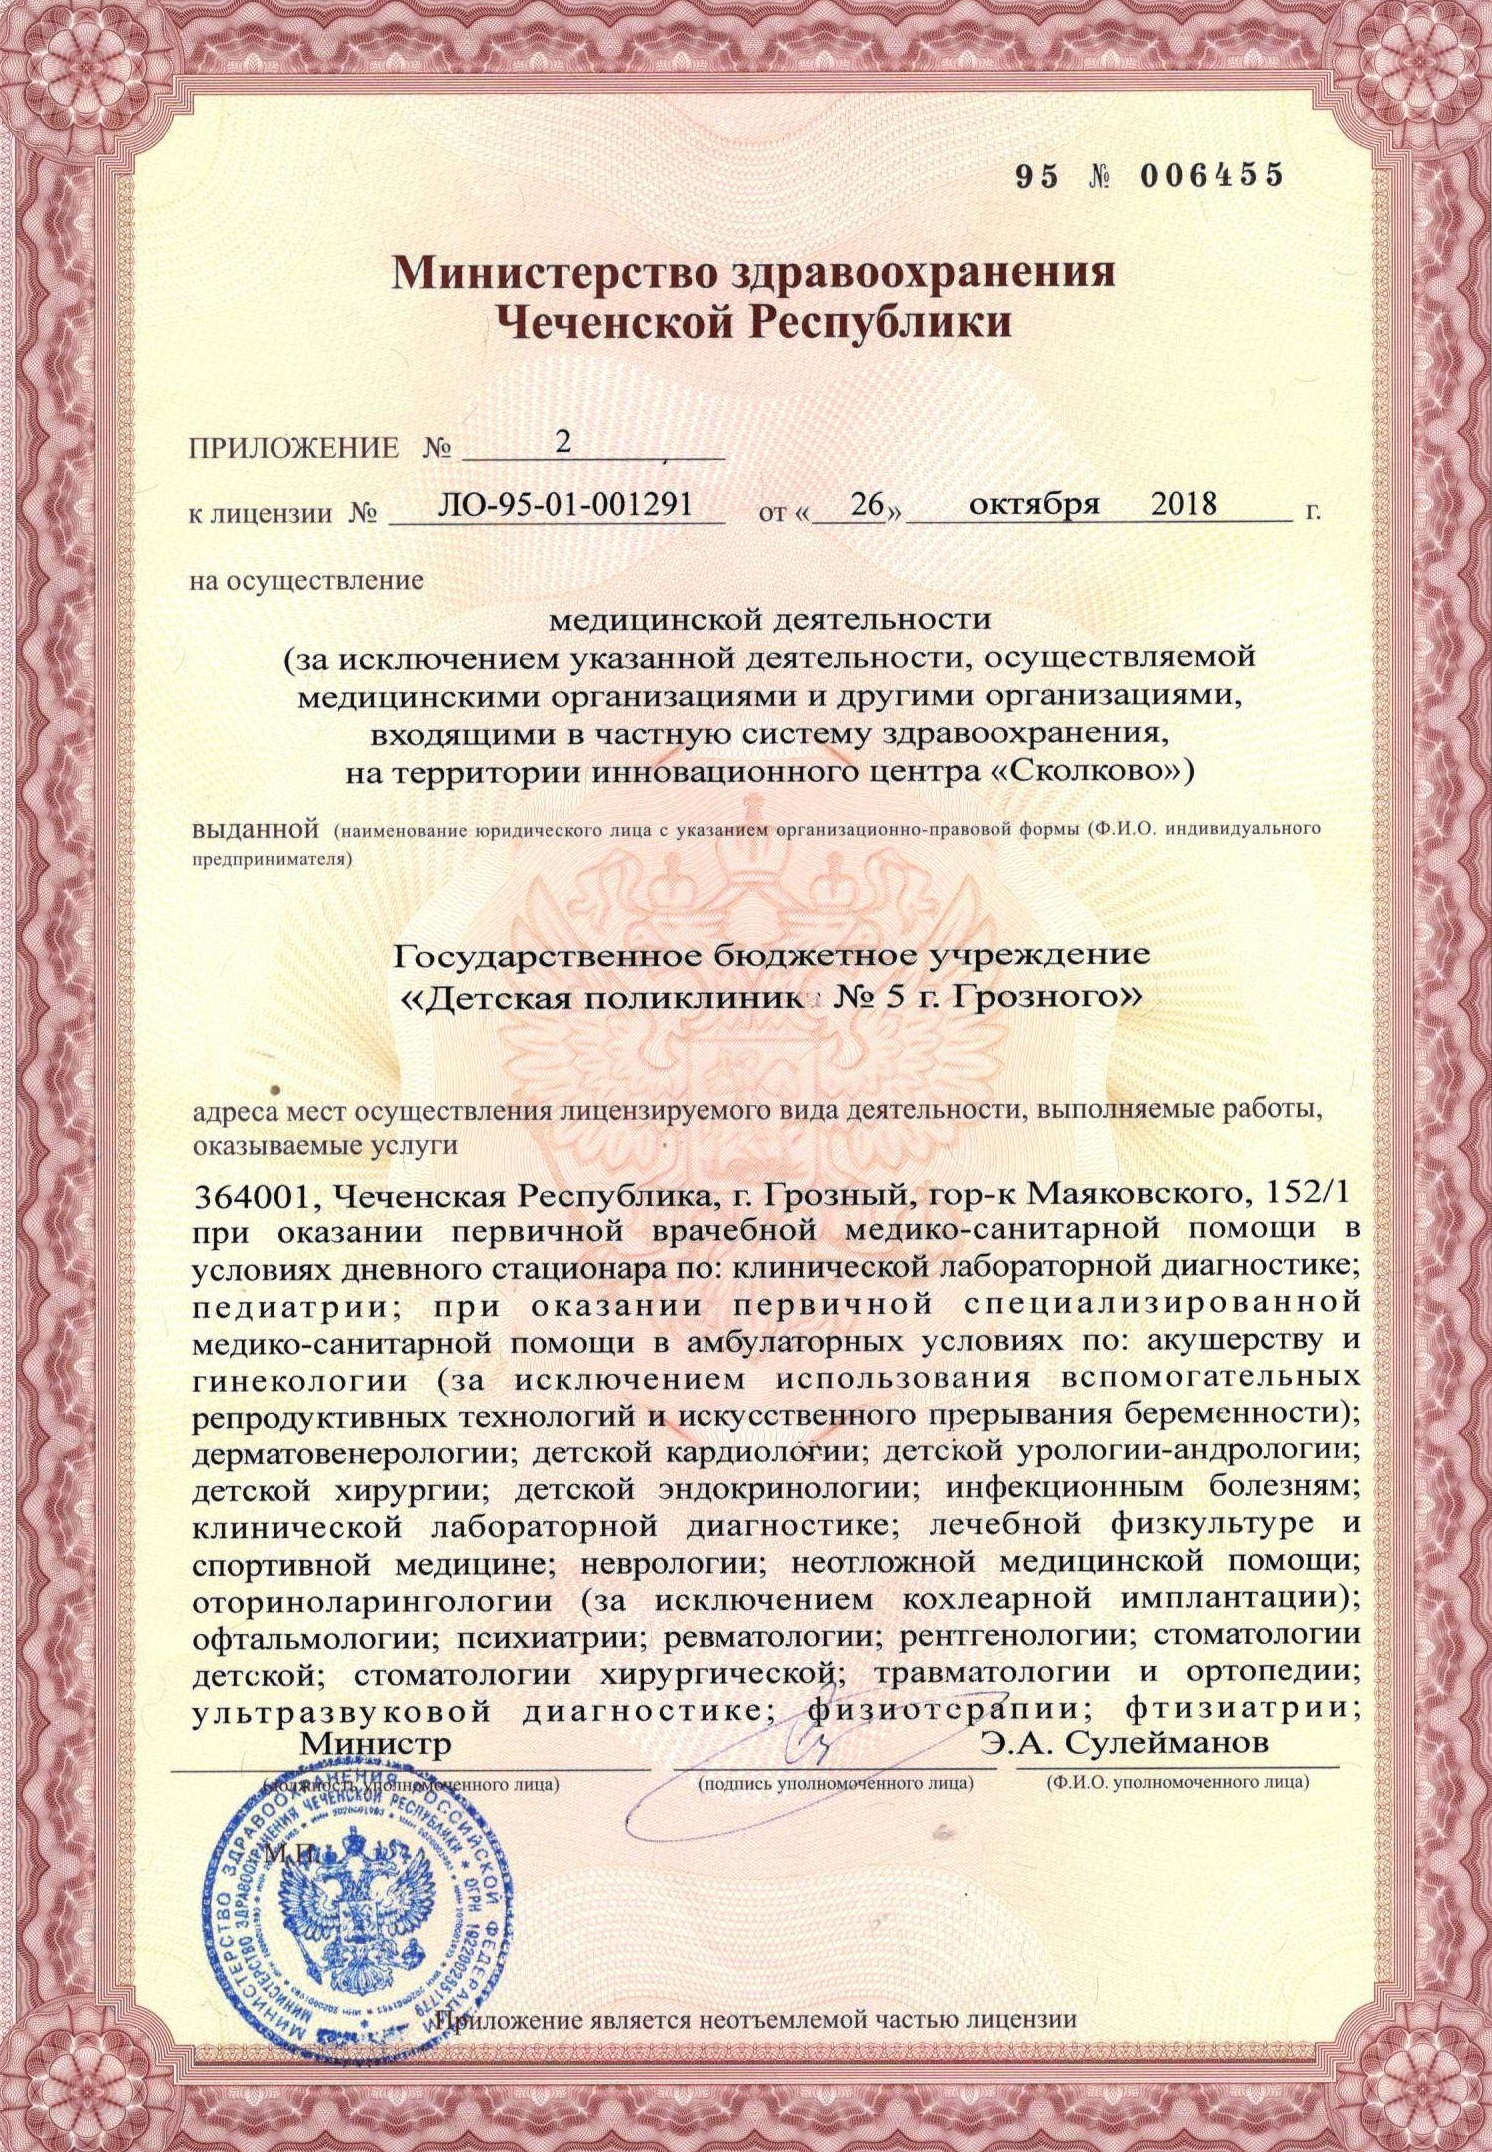 95 № 006455
Министерство здравоохранения
Чеченской Республики
ПРИЛОЖЕНИЕ № 2
к лицензии № ЛО-95-01-001291 от « 26 » октября 2018 г.
на осуществление
медицинской деятельности
(за исключением указанной деятельности, осуществляемой
медицинскими организациями и другими организациями,
входящими в частную систему здравоохранения,
на территории инновационного центра «Сколково»)
выданной (наименование юридического лица с указанием организационно-правовой формы (Ф.И.О. индивидуального
предпринимателя)
Государственное бюджетное учреждение
«Детская поликлиника № 5 г. Грозного»
адреса мест осуществления лицензируемого вида деятельности, выполняемые работы,
оказываемые услуги
364001, Чеченская Республика, г. Грозный, гор-к Маяковского, 152/1
при оказании первичной врачебной медико-санитарной помощи в
условиях дневного стационара по: клинической лабораторной диагностике;
педиатрии; при оказании первичной специализированной
медико-санитарной помощи в амбулаторных условиях по: акушерству и
гинекологии (за исключением использования вспомогательных
репродуктивных технологий и искусственного прерывания беременности);
дерматовенерологии; детской кардиологии; детской урологии-андрологии;
детской хирургии; детской эндокринологии; инфекционным болезням;
клинической лабораторной диагностике; лечебной физкультуре и
спортивной медицине; неврологии; неотложной медицинской помощи;
оториноларингологии (за исключением кохлеарной имплантации);
офтальмологии; психиатрии; ревматологии; рентгенологии; стоматологии
детской; стоматологии хирургической; травматологии и ортопедии;
ультразвуковой диагностике; физиотерапии; фтизиатрии;
Министр Э.А. Сулейманов
(должность уполномоченного лица) (подпись уполномоченного лица) (Ф.И.О. уполномоченного лица)
М.П.
МИНИСТЕРСТВО ЗДРАВООХРАНЕНИЯ РОССИЙСКОЙ ФЕДЕРАЦИИ
МИНИСТЕРСТВО ЗДРАВООХРАНЕНИЯ ЧЕЧЕНСКОЙ РЕСПУБЛИКИ * ОГРН 1022002551779
Приложение является неотъемлемой частью лицензии